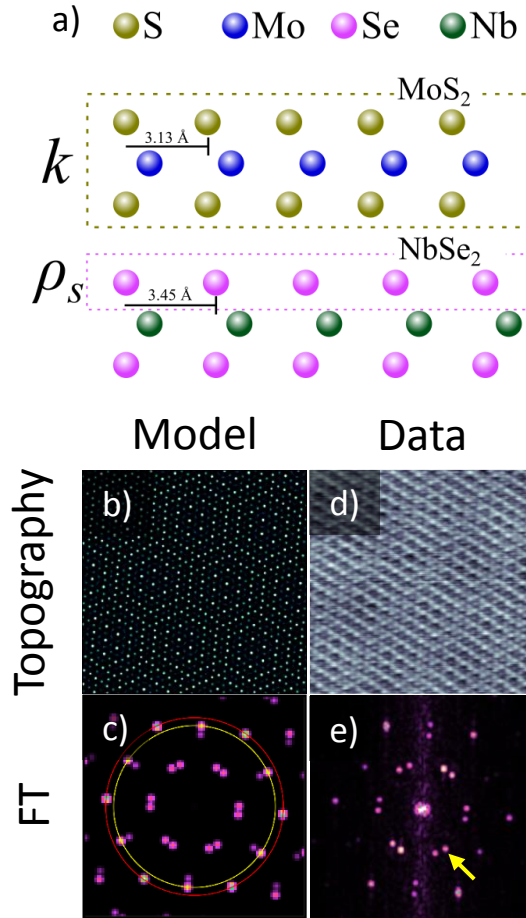 a) S Mo Se Nb
MoS₂
3.13 Å
k
NbSe₂
ρₛ
3.45 Å
Model Data
Topography
b) d)
FT
c) e)